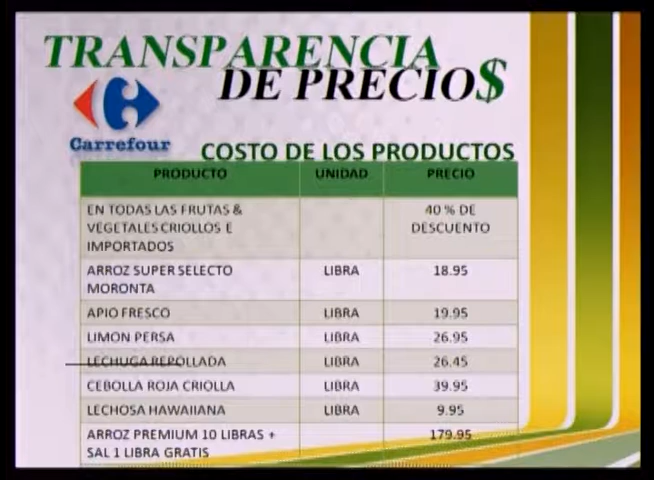 TRANSPARENCIA
DE PRECIO$
Carrefour
COSTO DE LOS PRODUCTOS
PRODUCTO UNIDAD PRECIO
EN TODAS LAS FRUTAS & 40 % DE
VEGETALES CRIOLLOS E DESCUENTO
IMPORTADOS
ARROZ SUPER SELECTO LIBRA 18.95
MORONTA
APIO FRESCO LIBRA 19.95
LIMON PERSA LIBRA 26.95
LECHUGA REPOLLADA LIBRA 26.45
CEBOLLA ROJA CRIOLLA LIBRA 39.95
LECHOSA HAWAIIANA LIBRA 9.95
ARROZ PREMIUM 10 LIBRAS + 179.95
SAL 1 LIBRA GRATIS